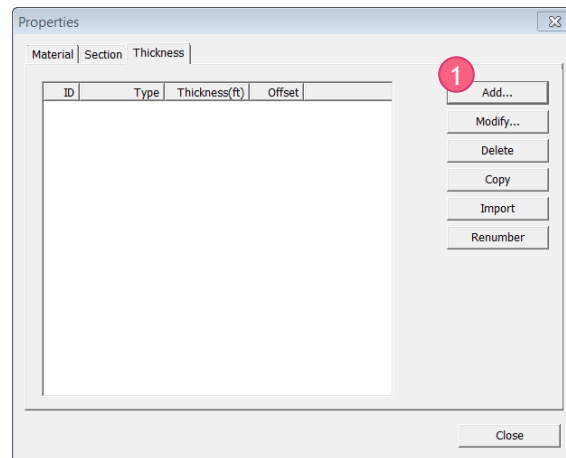 Properties
Material Section Thickness
1
ID Type Thickness(ft) Offset
Add...
Modify...
Delete
Copy
Import
Renumber
Close